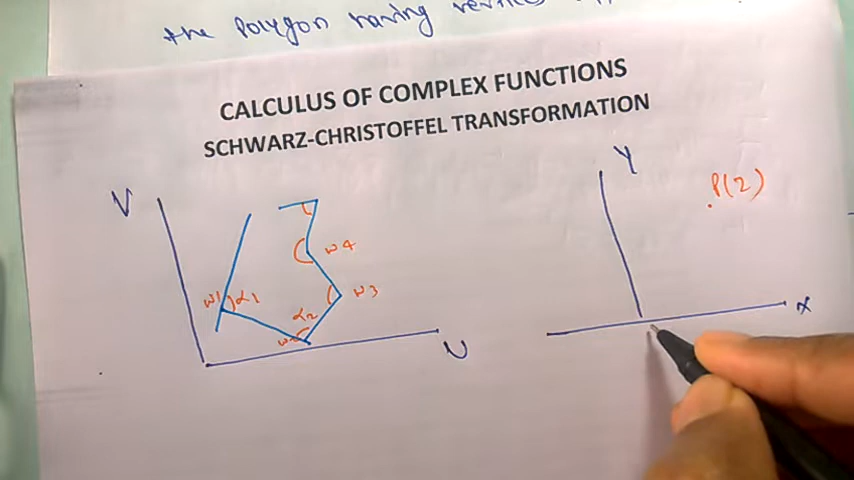 the Polygon having
CALCULUS OF COMPLEX FUNCTIONS
SCHWARZ-CHRISTOFFEL TRANSFORMATION
V
Y
P(z)
w4
w1 α1
w3
α2
X
U